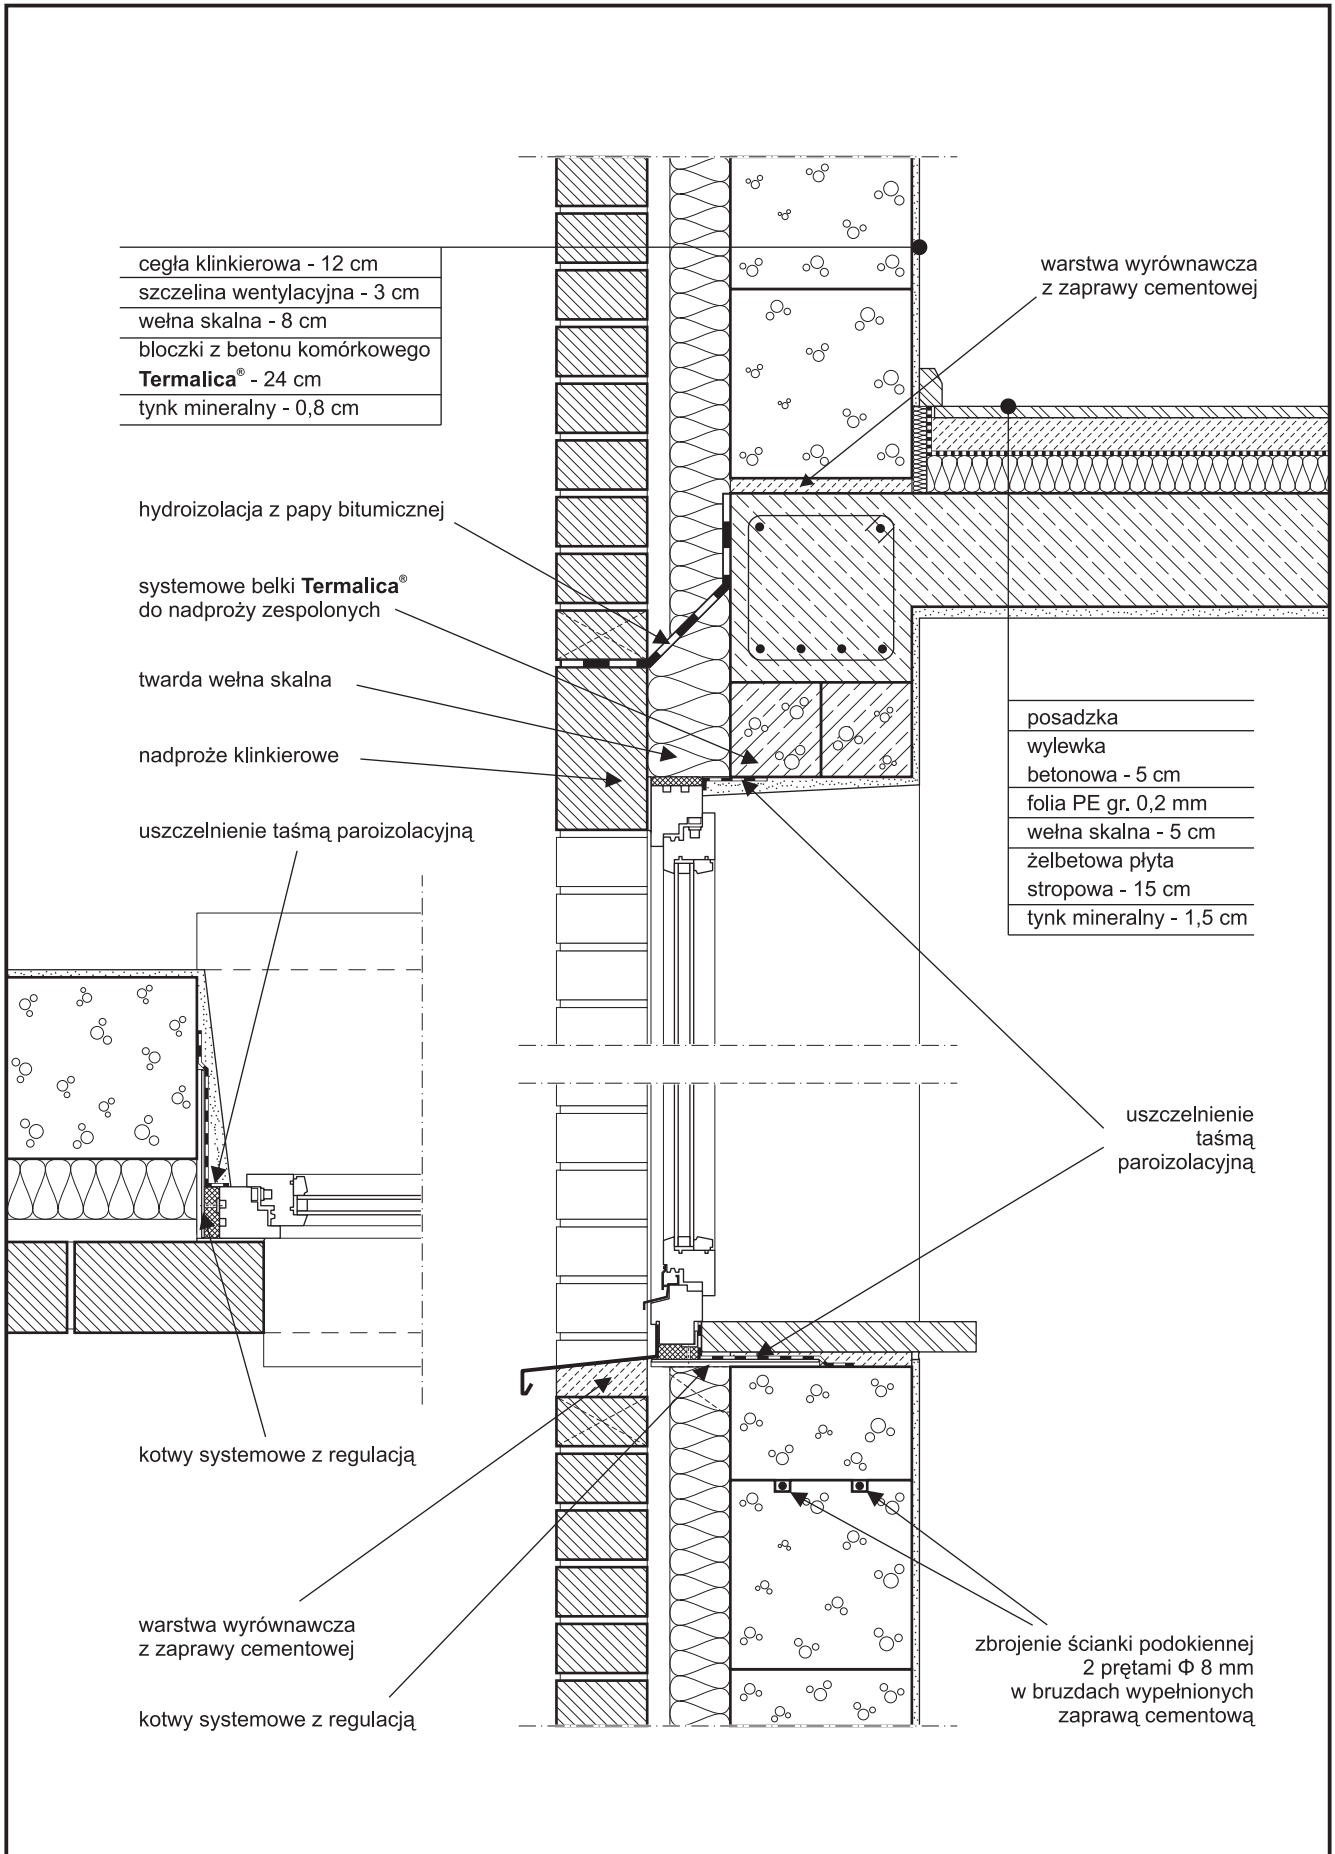 cegła klinkierowa - 12 cm
szczelina wentylacyjna - 3 cm
wełna skalna - 8 cm
bloczki z betonu komórkowego
Termalica® - 24 cm
tynk mineralny - 0,8 cm
warstwa wyrównawcza
z zaprawy cementowej
hydroizolacja z papy bitumicznej
systemowe belki Termalica®
do nadproży zespolonych
twarda wełna skalna
nadproże klinkierowe
uszczelnienie taśmą paroizolacyjną
posadzka
wylewka
betonowa - 5 cm
folia PE gr. 0,2 mm
wełna skalna - 5 cm
żelbetowa płyta
stropowa - 15 cm
tynk mineralny - 1,5 cm
uszczelnienie
taśmą
paroizolacyjną
kotwy systemowe z regulacją
warstwa wyrównawcza
z zaprawy cementowej
kotwy systemowe z regulacją
zbrojenie ścianki podokiennej
2 prętami Φ 8 mm
w bruzdach wypełnionych
zaprawą cementową